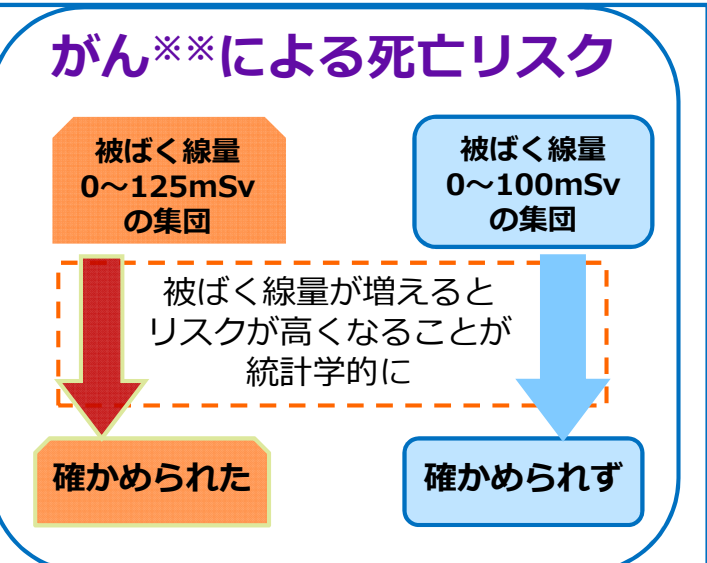 がん※※による死亡リスク
被ばく線量
0～125mSv
の集団
被ばく線量
0～100mSv
の集団
被ばく線量が増えると
リスクが高くなることが
統計学的に
確かめられた
確かめられず